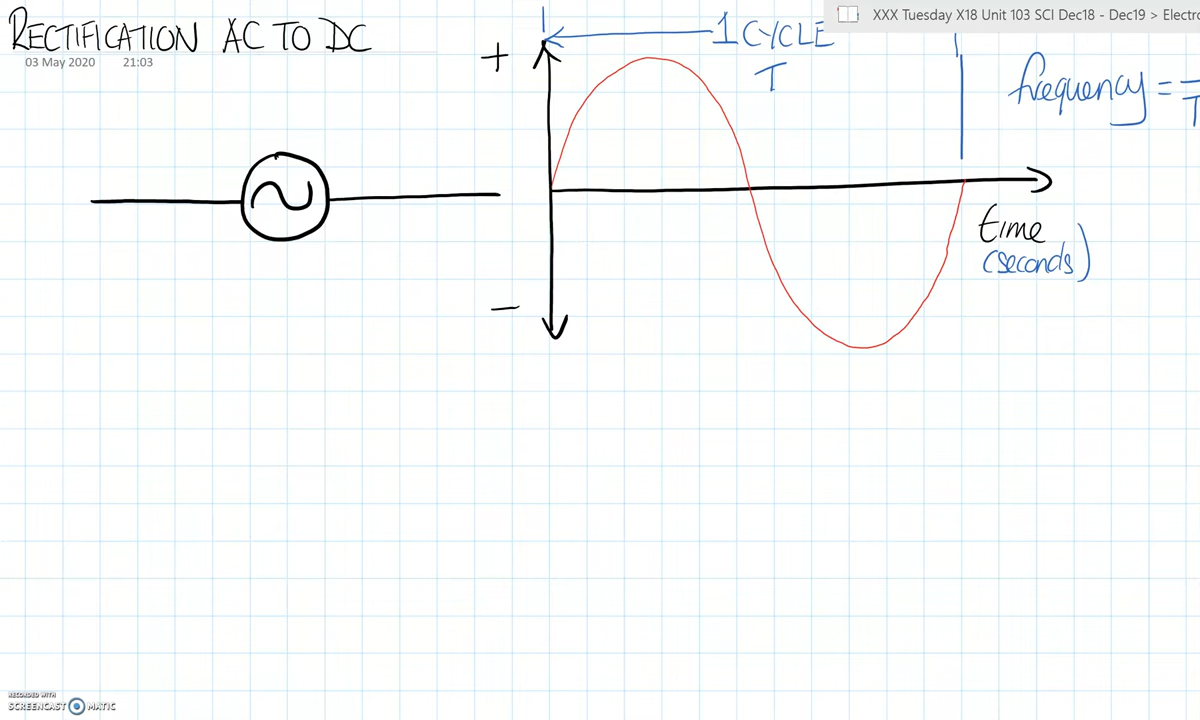 XXX Tuesday X18 Unit 103 SCI Dec18 - Dec19 > Electro
RECTIFICATION AC TO DC
03 May 2020 21:03
+
1 CYCLE
T
frequency =
T
time
(seconds)
−
RECORDED WITH
SCREENCAST MATIC